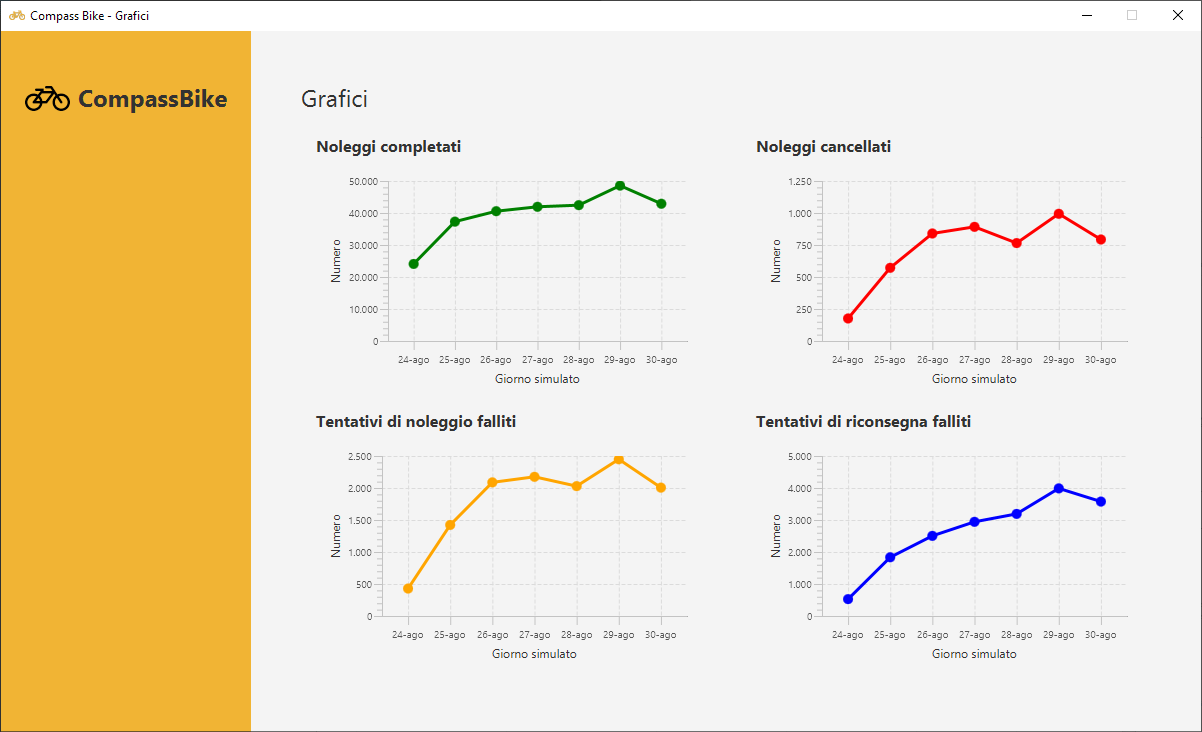 Compass Bike - Grafici
CompassBike
Grafici
Noleggi completati
50.000
40.000
30.000
20.000
10.000
0
Numero
24-ago 25-ago 26-ago 27-ago 28-ago 29-ago 30-ago
Giorno simulato
Noleggi cancellati
1.250
1.000
750
500
250
0
Numero
24-ago 25-ago 26-ago 27-ago 28-ago 29-ago 30-ago
Giorno simulato
Tentativi di noleggio falliti
2.500
2.000
1.500
1.000
500
0
Numero
24-ago 25-ago 26-ago 27-ago 28-ago 29-ago 30-ago
Giorno simulato
Tentativi di riconsegna falliti
5.000
4.000
3.000
2.000
1.000
0
Numero
24-ago 25-ago 26-ago 27-ago 28-ago 29-ago 30-ago
Giorno simulato